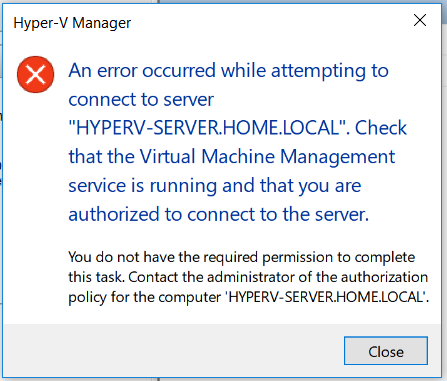 Hyper-V Manager
An error occurred while attempting to
connect to server
"HYPERV-SERVER.HOME.LOCAL". Check
that the Virtual Machine Management
service is running and that you are
authorized to connect to the server.
You do not have the required permission to complete
this task. Contact the administrator of the authorization
policy for the computer 'HYPERV-SERVER.HOME.LOCAL'.
Close